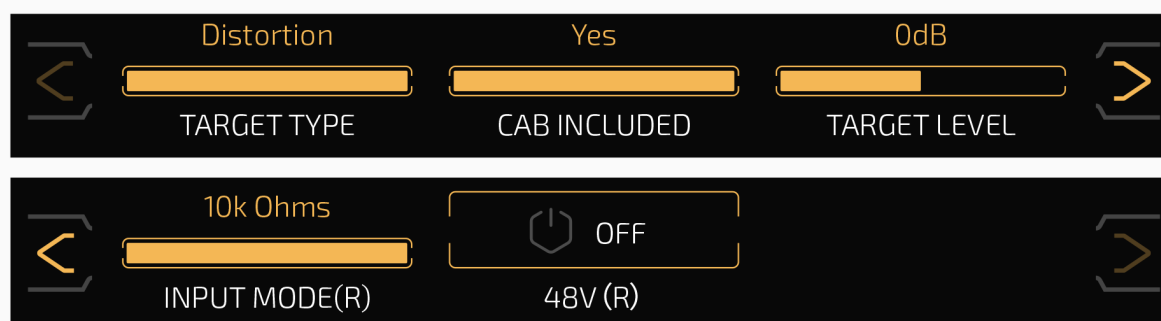 Distortion Yes 0dB
TARGET TYPE CAB INCLUDED TARGET LEVEL
10k Ohms
OFF
INPUT MODE(R) 48V (R)